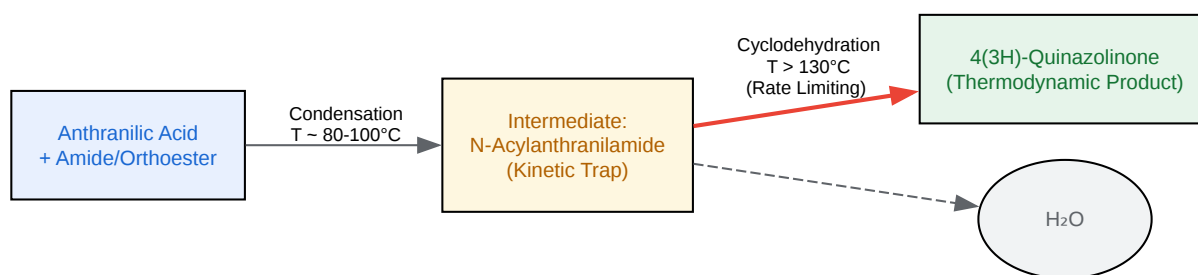 Anthranilic Acid
+ Amide/Orthoester
Condensation
T ~ 80-100°C
Intermediate:
N-Acylanthranilamide
(Kinetic Trap)
Cyclodehydration
T > 130°C
(Rate Limiting)
4(3H)-Quinazolinone
(Thermodynamic Product)
H₂O